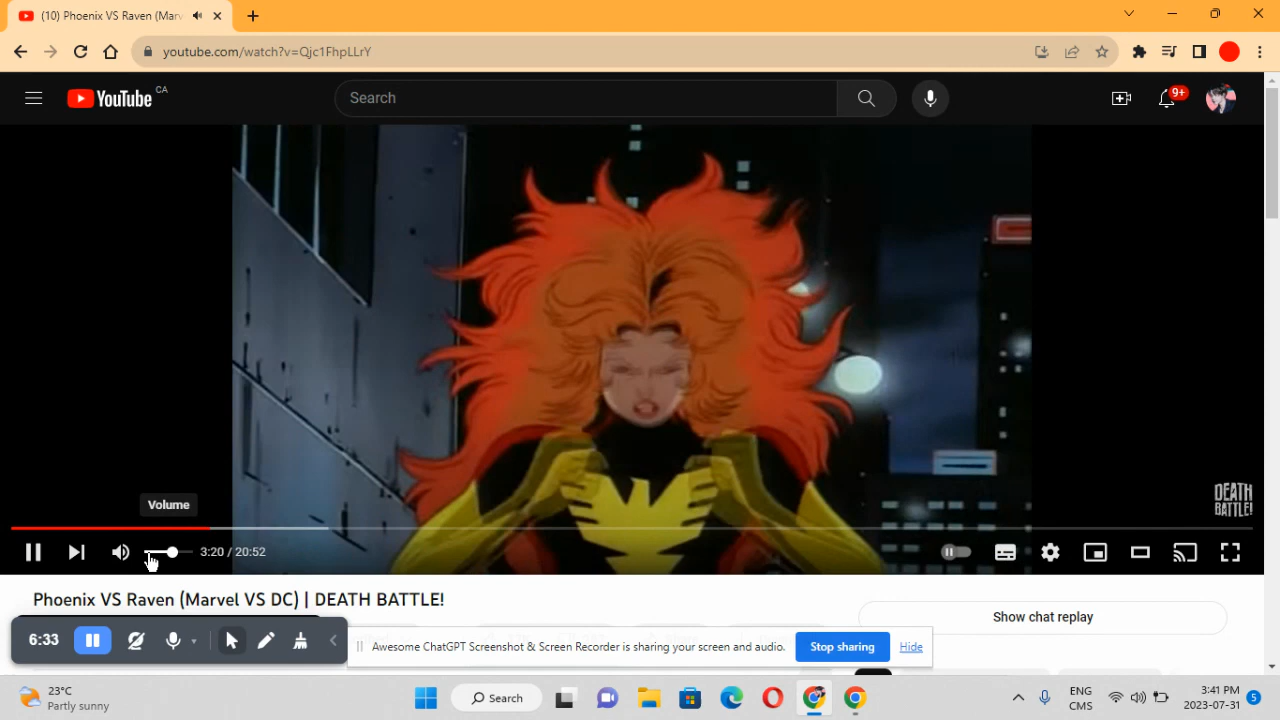 (10) Phoenix VS Raven (Marv
youtube.com/watch?v=Qjc1FhpLLrY
YouTube CA
Search
9+
DEATH
BATTLE!
Volume
3:20 / 20:52
Phoenix VS Raven (Marvel VS DC) | DEATH BATTLE!
Show chat replay
6:33
Awesome ChatGPT Screenshot & Screen Recorder is sharing your screen and audio.
Stop sharing
Hide
23°C
Partly sunny
Search
ENG
CMS
3:41 PM
2023-07-31
5